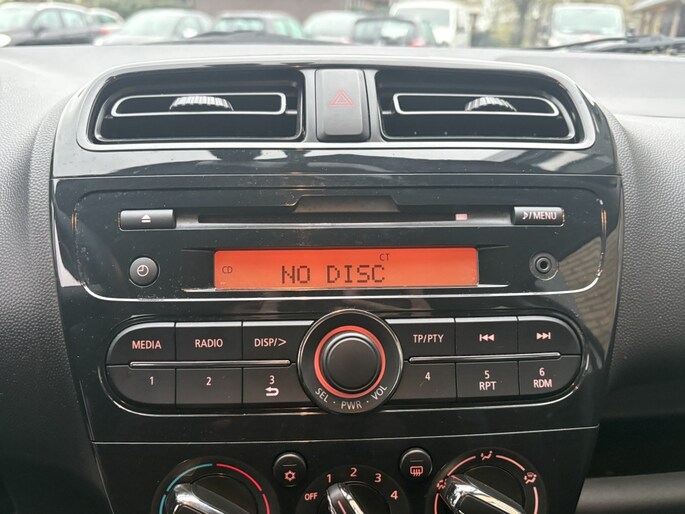 ♪/MENU
CT
CD
NO DISC
MEDIA RADIO DISP/> TP/PTY
1 2 3 4 5 RPT 6 RDM
SEL · PWR · VOL
OFF 1 2 3 4